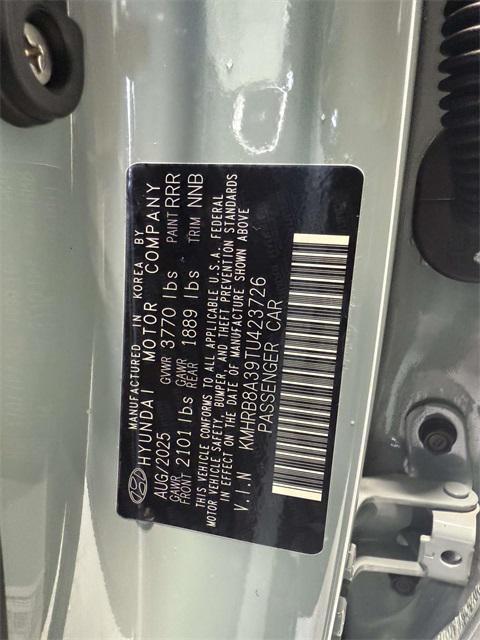 MANUFACTURED IN KOREA BY
HYUNDAI MOTOR COMPANY
AUG/2025 GVWR 3770 lbs PAINT RRR
GAWR FRONT 2101 lbs GAWR REAR 1889 lbs TRIM NNB
THIS VEHICLE CONFORMS TO ALL APPLICABLE U.S.A. FEDERAL
MOTOR VEHICLE SAFETY, BUMPER, AND THEFT PREVENTION STANDARDS
IN EFFECT ON THE DATE OF MANUFACTURE SHOWN ABOVE
V.I.N KMHRB8A39TU423726
PASSENGER CAR